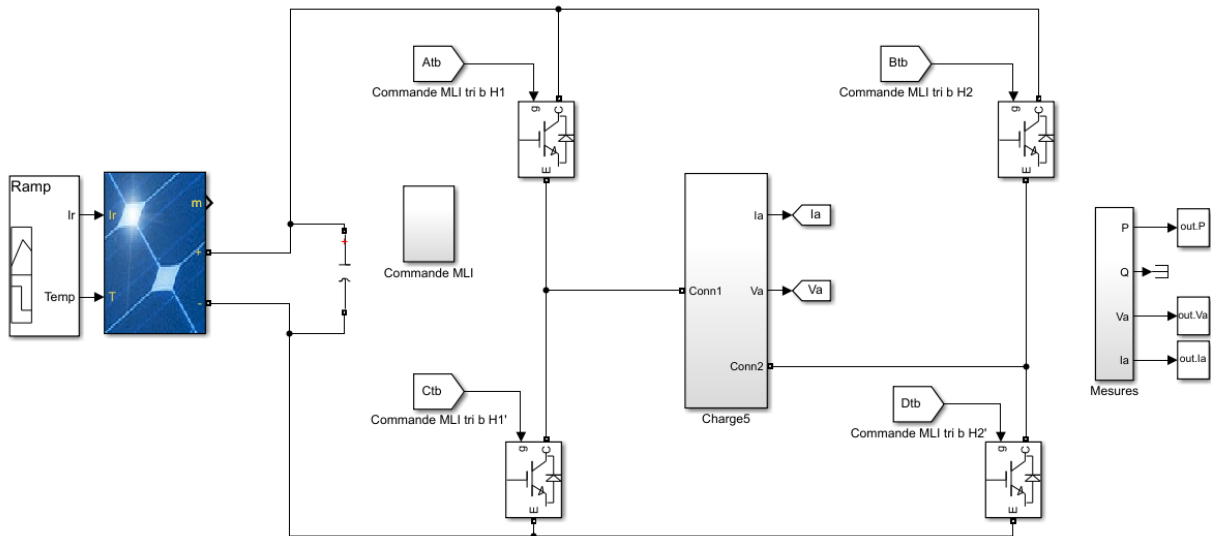 Atb
Commande MLI tri b H1
g
C
E
Btb
Commande MLI tri b H2
g
C
E
Ramp
Ir
Temp
Ir
T
m
+
-
+
Commande MLI
Conn1
Ia
Va
Conn2
Charge5
Ia
Va
P
Q
Va
Ia
Mesures
out.P
out.Va
out.Ia
Ctb
Commande MLI tri b H1'
g
C
E
Dtb
Commande MLI tri b H2'
g
C
E